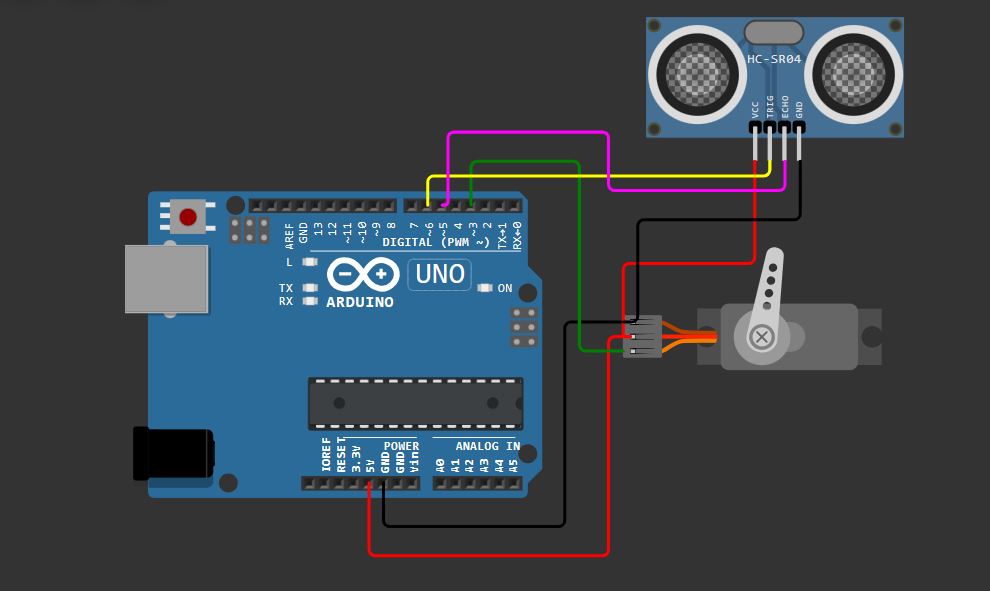 HC-SR04
VCC
TRIG
ECHO
GND
AREF
GND
13
12
~11
~10
~9
8
7
~6
~5
4
~3
2
TX→1
RX←0
DIGITAL (PWM ~)
L
TX
RX
UNO
ON
ARDUINO
IOREF
RESET
3.3V
5V
GND
GND
Vin
POWER
ANALOG IN
A0
A1
A2
A3
A4
A5